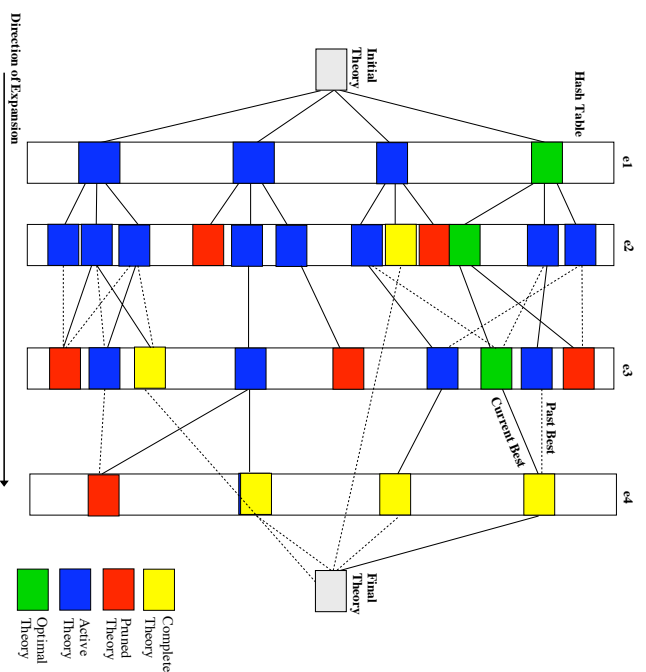 Direction of Expansion
Initial
Theory
Hash Table
e1
e2
e3
Past Best
Current Best
e4
Final
Theory
Complete
Theory
Pruned
Theory
Active
Theory
Optimal
Theory